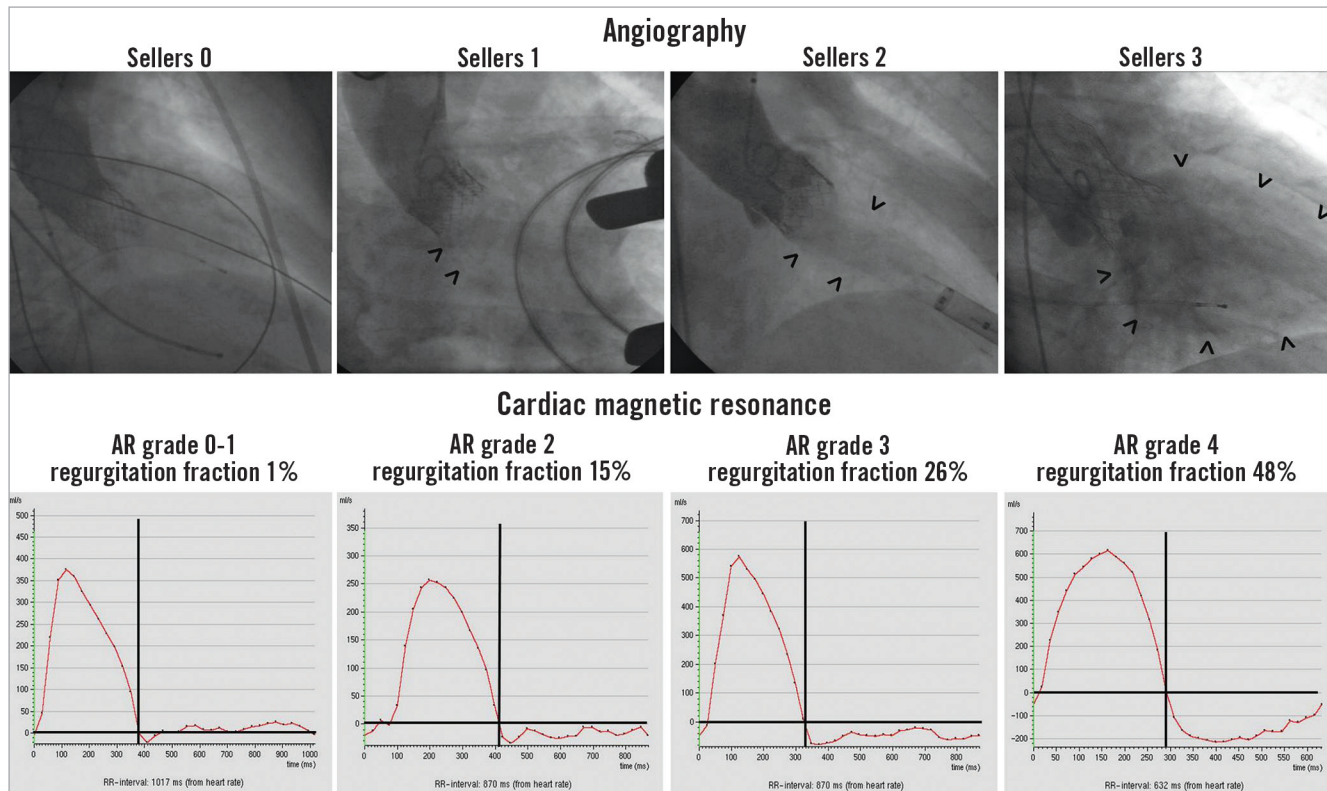 Angiography
Sellers 0
Sellers 1
Sellers 2
Sellers 3
Cardiac magnetic resonance
AR grade 0-1
regurgitation fraction 1%
AR grade 2
regurgitation fraction 15%
AR grade 3
regurgitation fraction 26%
AR grade 4
regurgitation fraction 48%
ml/s
500
450
400
350
300
250
200
150
100
50
0
0 100 200 300 400 500 600 700 800 900 1000
time (ms)
RR-interval: 1017 ms (from heart rate)
ml/s
350
300
250
200
150
100
50
0
0 100 200 300 400 500 600 700 800
time (ms)
RR-interval: 870 ms (from heart rate)
ml/s
700
600
500
400
300
200
100
0
0 100 200 300 400 500 600 700 800
time (ms)
RR-interval: 870 ms (from heart rate)
ml/s
700
600
500
400
300
200
100
0
-100
-200
0 50 100 150 200 250 300 350 400 450 500 550 600
time (ms)
RR-interval: 632 ms (from heart rate)